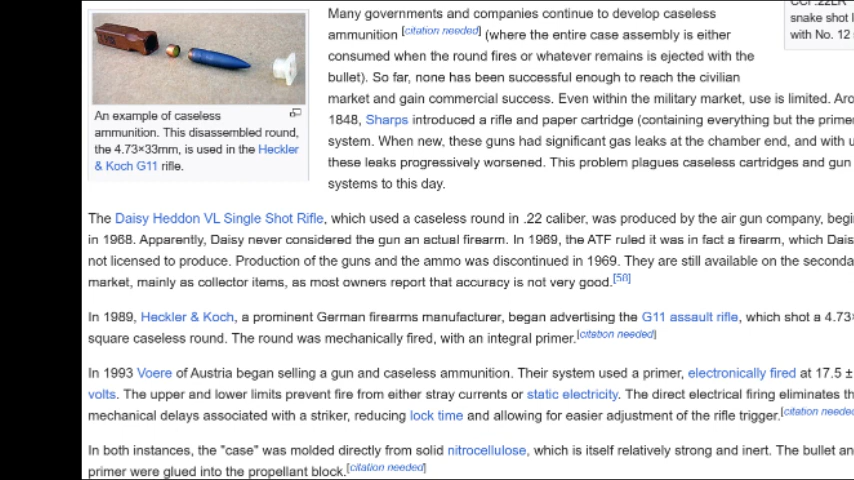 CCI .22LR
snake shot l
with No. 12
Many governments and companies continue to develop caseless
ammunition [citation needed] (where the entire case assembly is either
consumed when the round fires or whatever remains is ejected with the
bullet). So far, none has been successful enough to reach the civilian
market and gain commercial success. Even within the military market, use is limited. Aro
1848, Sharps introduced a rifle and paper cartridge (containing everything but the prime
system. When new, these guns had significant gas leaks at the chamber end, and with u
these leaks progressively worsened. This problem plagues caseless cartridges and gun
systems to this day.
An example of caseless
ammunition. This disassembled round,
the 4.73×33mm, is used in the Heckler
& Koch G11 rifle.
The Daisy Heddon VL Single Shot Rifle, which used a caseless round in .22 caliber, was produced by the air gun company, begi
in 1968. Apparently, Daisy never considered the gun an actual firearm. In 1969, the ATF ruled it was in fact a firearm, which Dais
not licensed to produce. Production of the guns and the ammo was discontinued in 1969. They are still available on the seconda
market, mainly as collector items, as most owners report that accuracy is not very good.[58]
In 1989, Heckler & Koch, a prominent German firearms manufacturer, began advertising the G11 assault rifle, which shot a 4.73×
square caseless round. The round was mechanically fired, with an integral primer.[citation needed]
In 1993 Voere of Austria began selling a gun and caseless ammunition. Their system used a primer, electronically fired at 17.5 ±
volts. The upper and lower limits prevent fire from either stray currents or static electricity. The direct electrical firing eliminates th
mechanical delays associated with a striker, reducing lock time and allowing for easier adjustment of the rifle trigger.[citation neede
In both instances, the "case" was molded directly from solid nitrocellulose, which is itself relatively strong and inert. The bullet an
primer were glued into the propellant block.[citation needed]